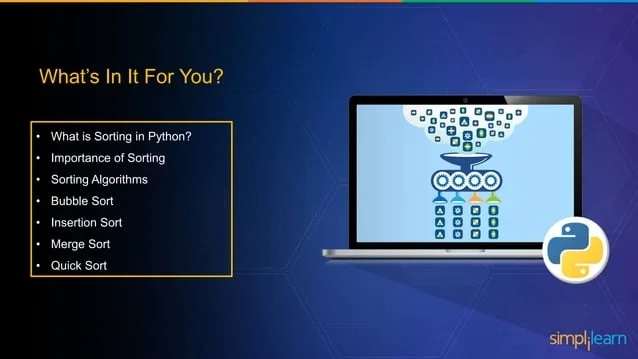 What's In It For You?
• What is Sorting in Python?
• Importance of Sorting
• Sorting Algorithms
• Bubble Sort
• Insertion Sort
• Merge Sort
• Quick Sort
simplilearn